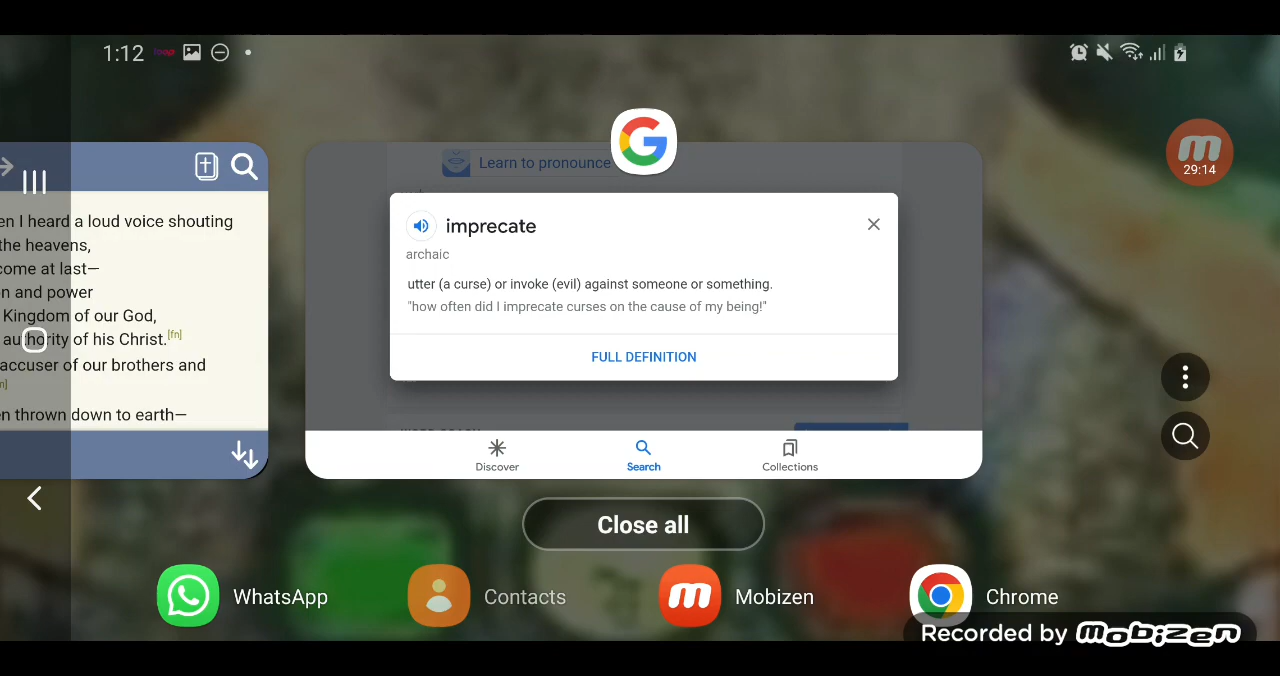 1:12
29:14
en I heard a loud voice shouting
the heavens,
come at last—
n and power
Kingdom of our God,
authority of his Christ.[fn]
accuser of our brothers and
n]
en thrown down to earth—
Learn to pronounce
imprecate
archaic
utter (a curse) or invoke (evil) against someone or something.
"how often did I imprecate curses on the cause of my being!"
FULL DEFINITION
Discover
Search
Collections
Close all
WhatsApp
Contacts
Mobizen
Chrome
Recorded by mobizen